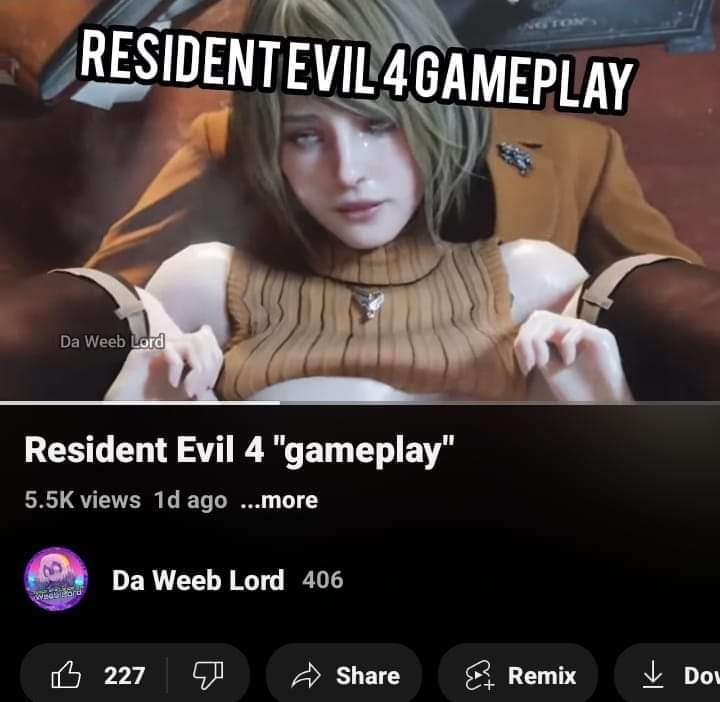 RESIDENT EVIL 4 GAMEPLAY
Da Weeb Lord
Resident Evil 4 "gameplay"
5.5K views 1d ago ...more
Da Weeb Lord 406
227
Share
Remix
Dow